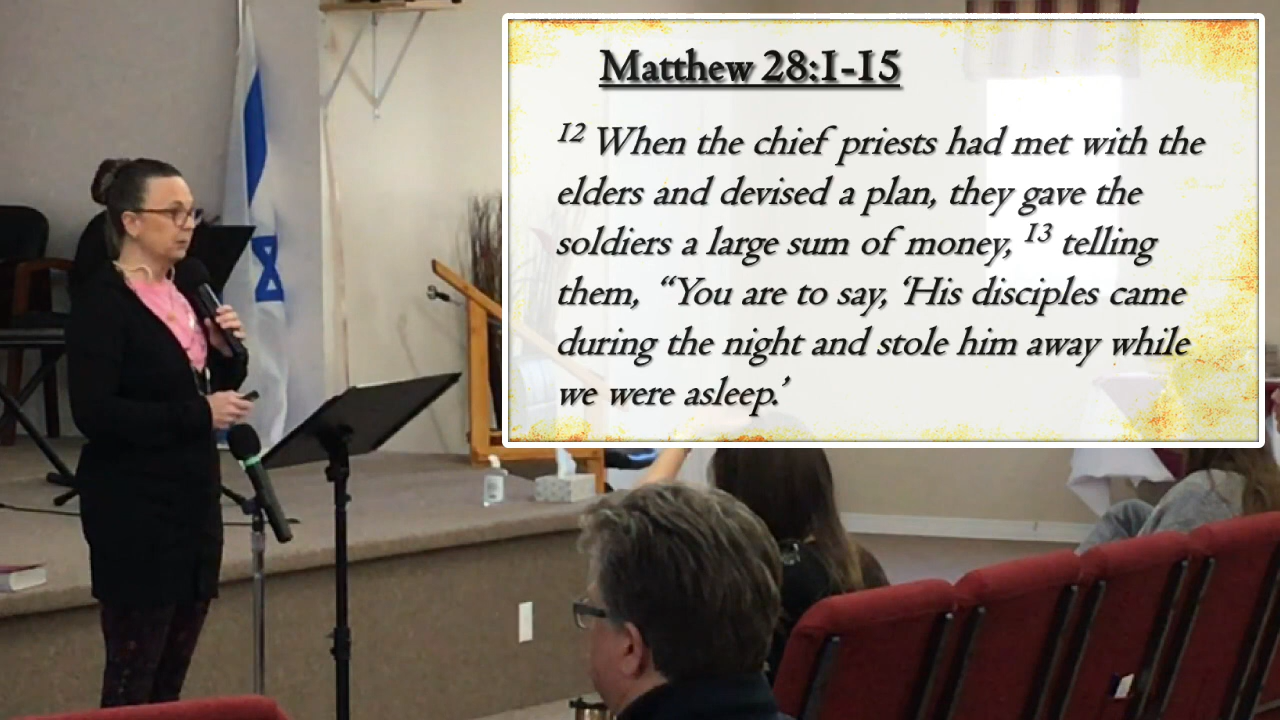 Matthew 28:1-15
12 When the chief priests had met with the
elders and devised a plan, they gave the
soldiers a large sum of money, 13 telling
them, “You are to say, ‘His disciples came
during the night and stole him away while
we were asleep.’